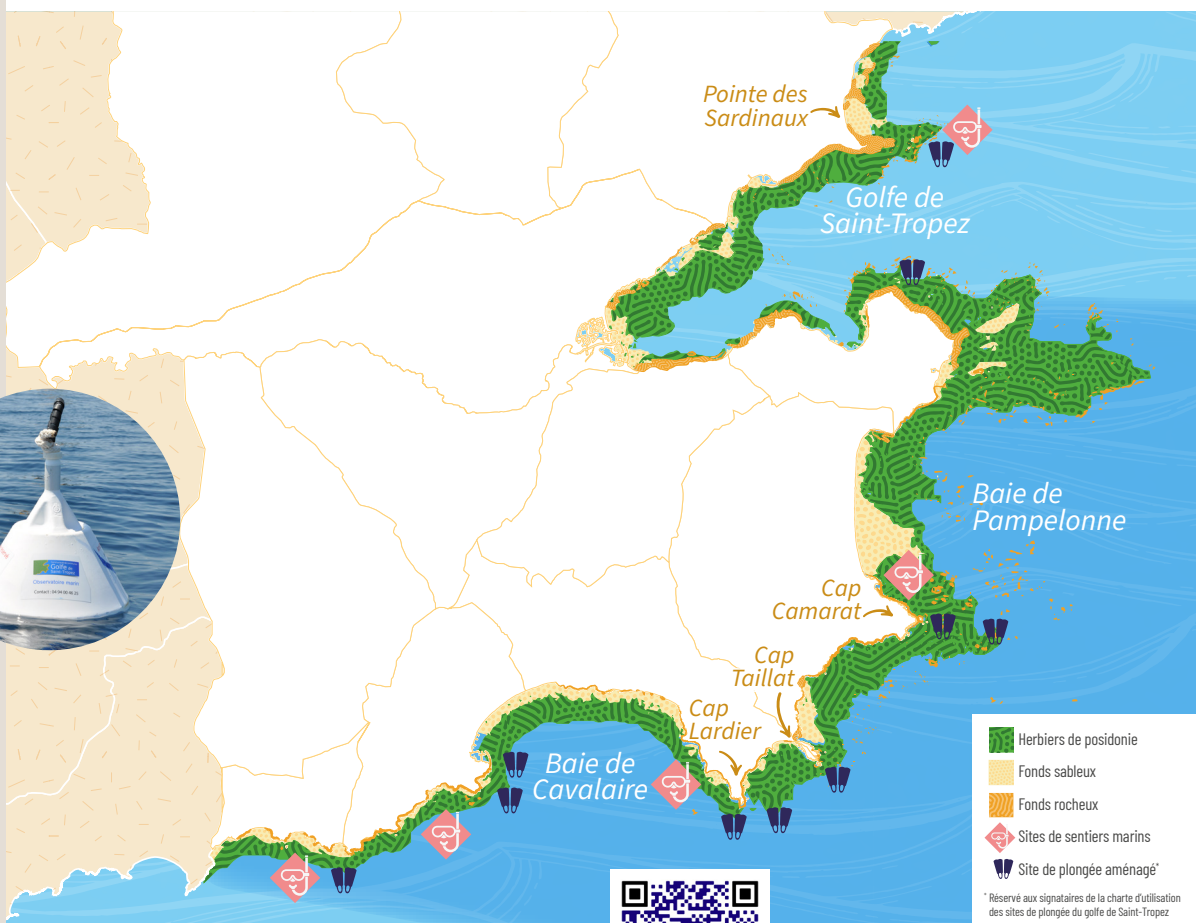 Pointe des
Sardinaux
Golfe de
Saint-Tropez
Baie de
Pampelonne
Cap
Camarat
Cap
Taillat
Cap
Lardier
Baie de
Cavalaire
Golfe de
Saint-Tropez
Observatoire marin
Herbiers de posidonie
Fonds sableux
Fonds rocheux
Sites de sentiers marins
Site de plongée aménagé*
* Réservé aux signataires de la charte d'utilisation
des sites de plongée du golfe de Saint-Tropez